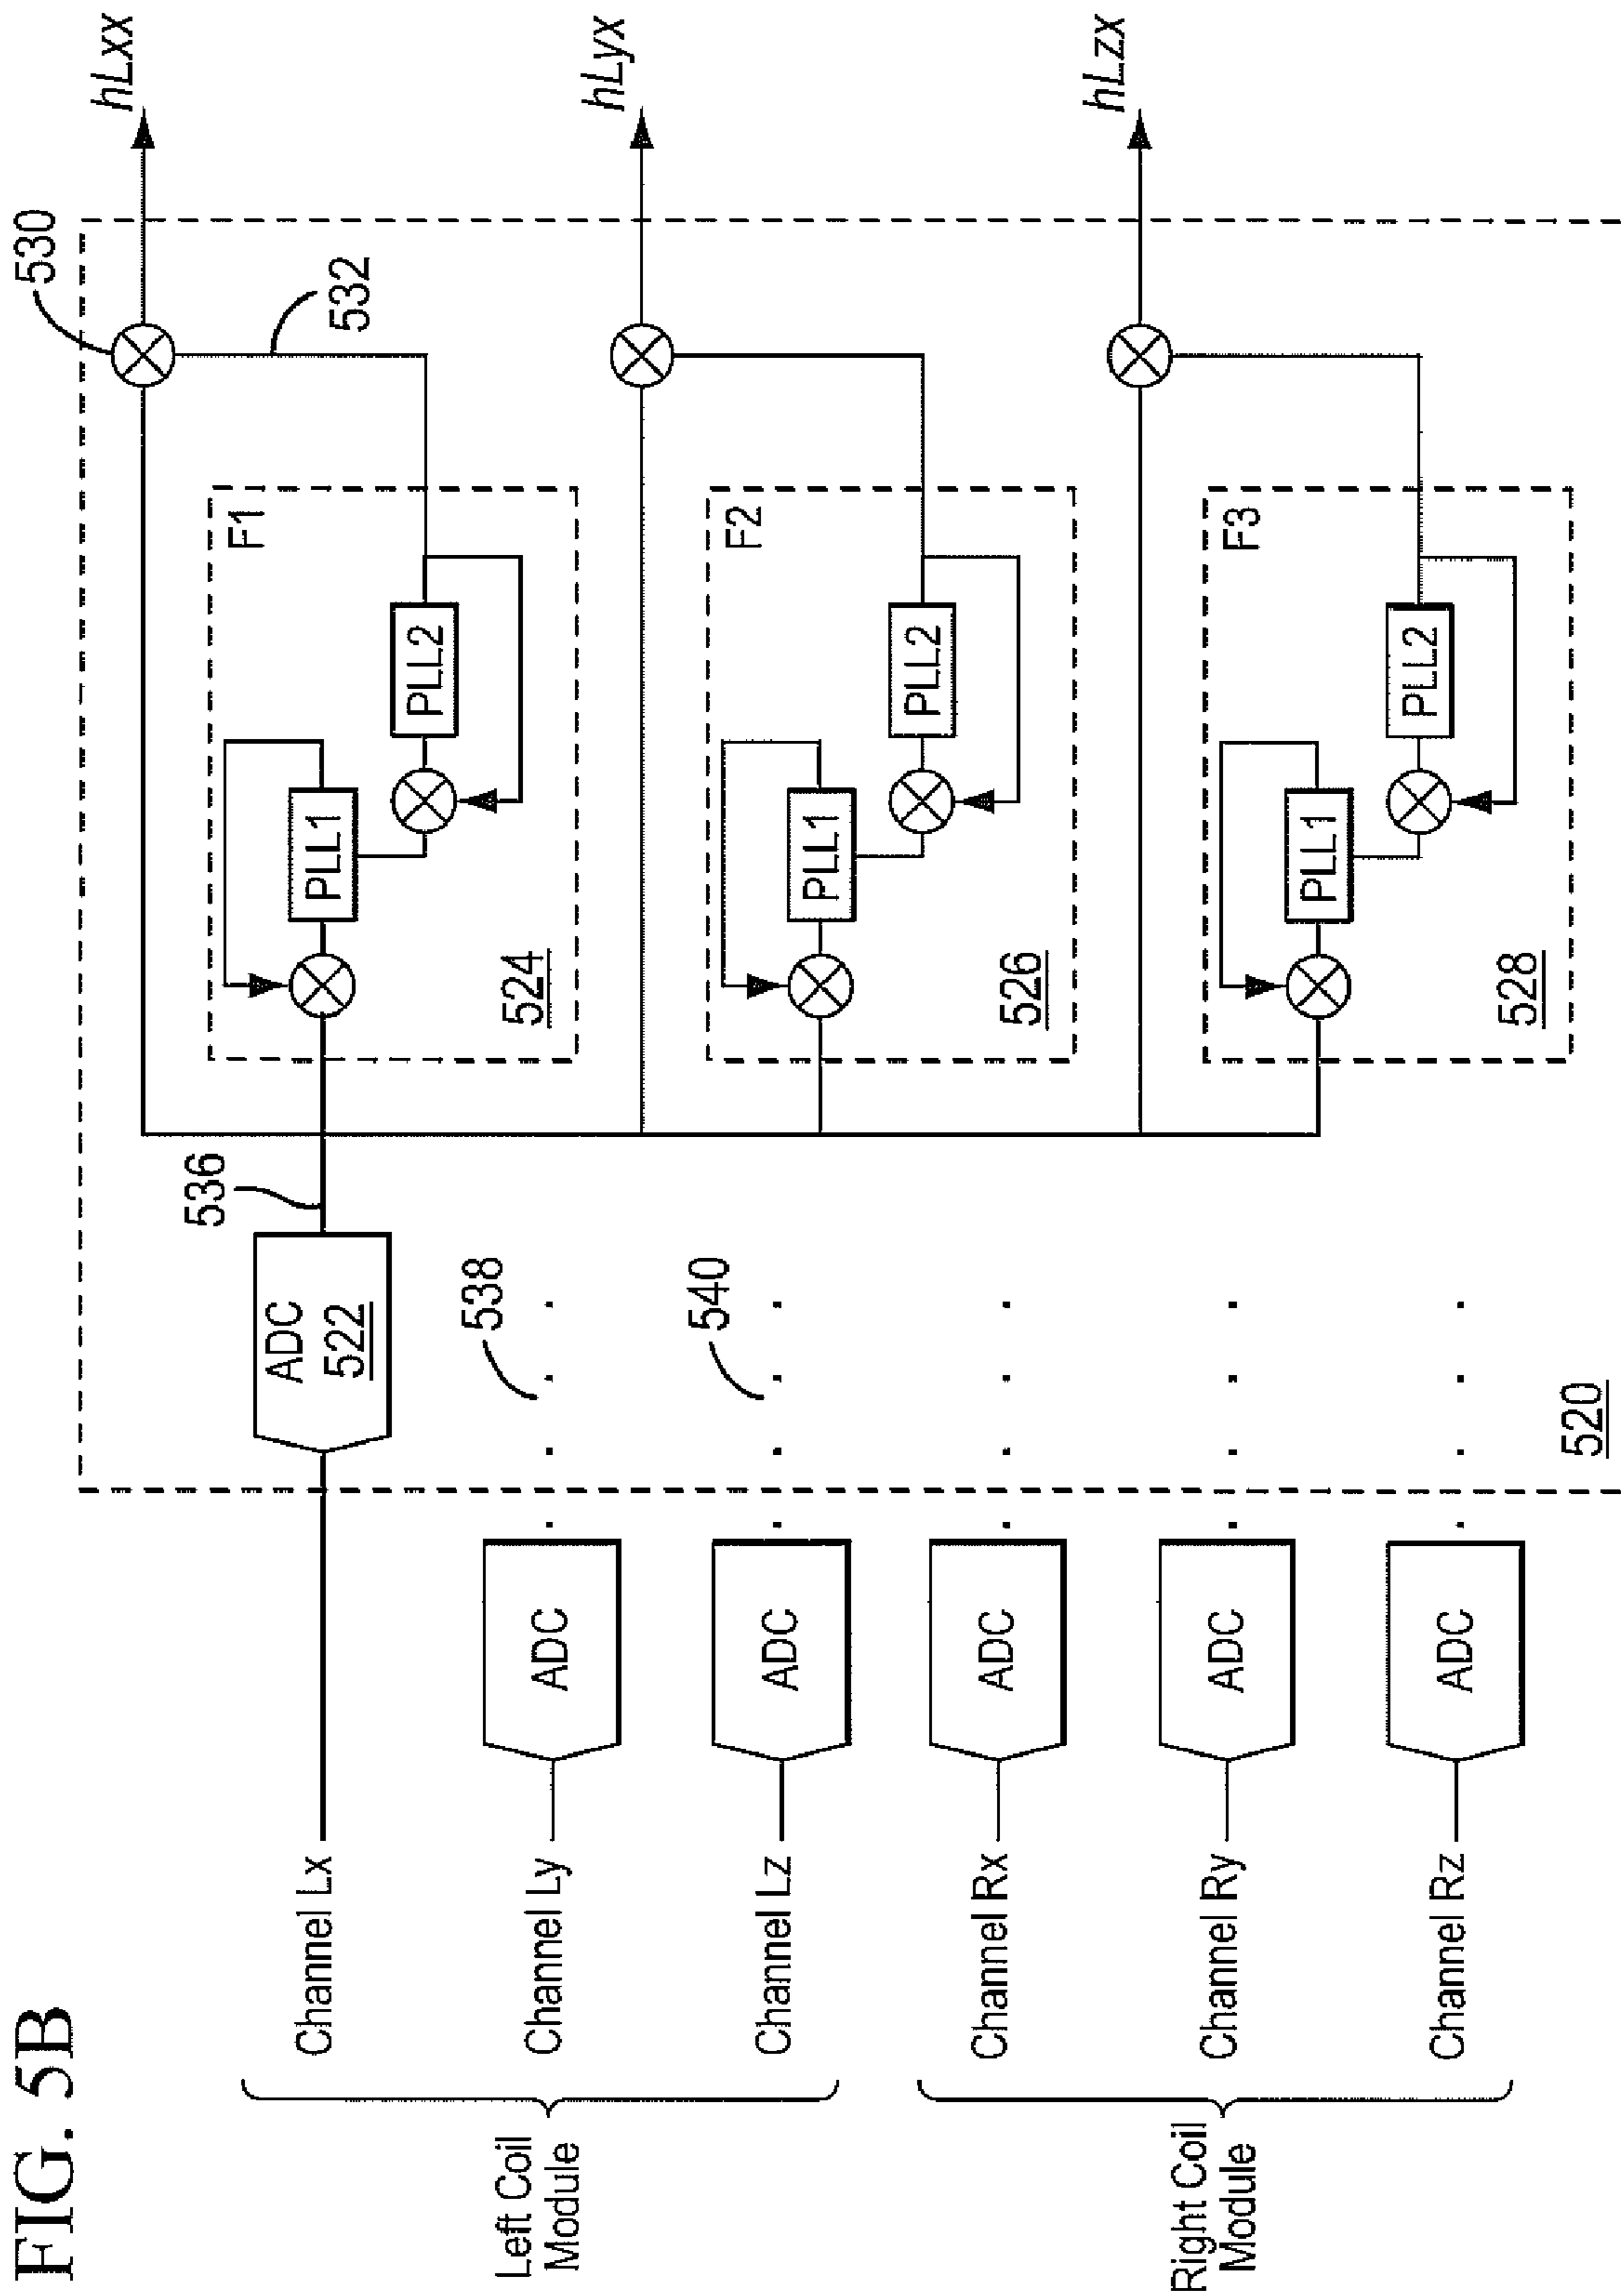 FIG. 5B
Left Coil
Module
Right Coil
Module
Channel Lx
Channel Ly
Channel Lz
Channel Rx
Channel Ry
Channel Rz
ADC
522
ADC
ADC
ADC
ADC
ADC
536
538
540
520
F1
PLL1
PLL2
524
F2
PLL1
PLL2
526
F3
PLL1
PLL2
528
530
532
hLxx
hLyx
hLzx